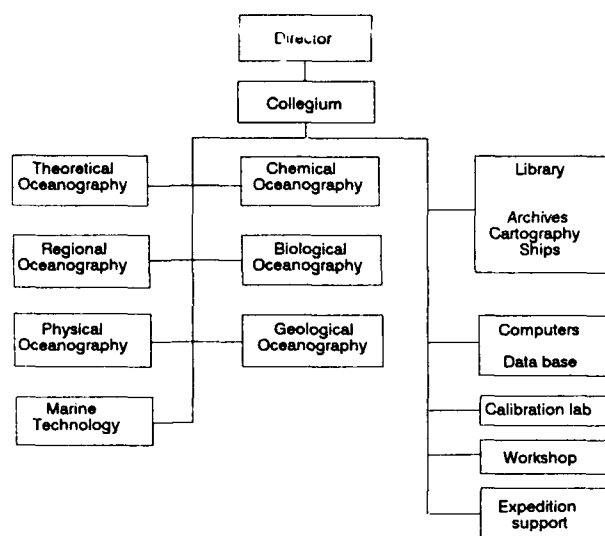 Director
Collegium
Theoretical
Oceanography
Chemical
Oceanography
Regional
Oceanography
Biological
Oceanography
Physical
Oceanography
Geological
Oceanography
Marine
Technology
Library
Archives
Cartography
Ships
Computers
Data base
Calibration lab
Workshop
Expedition
support